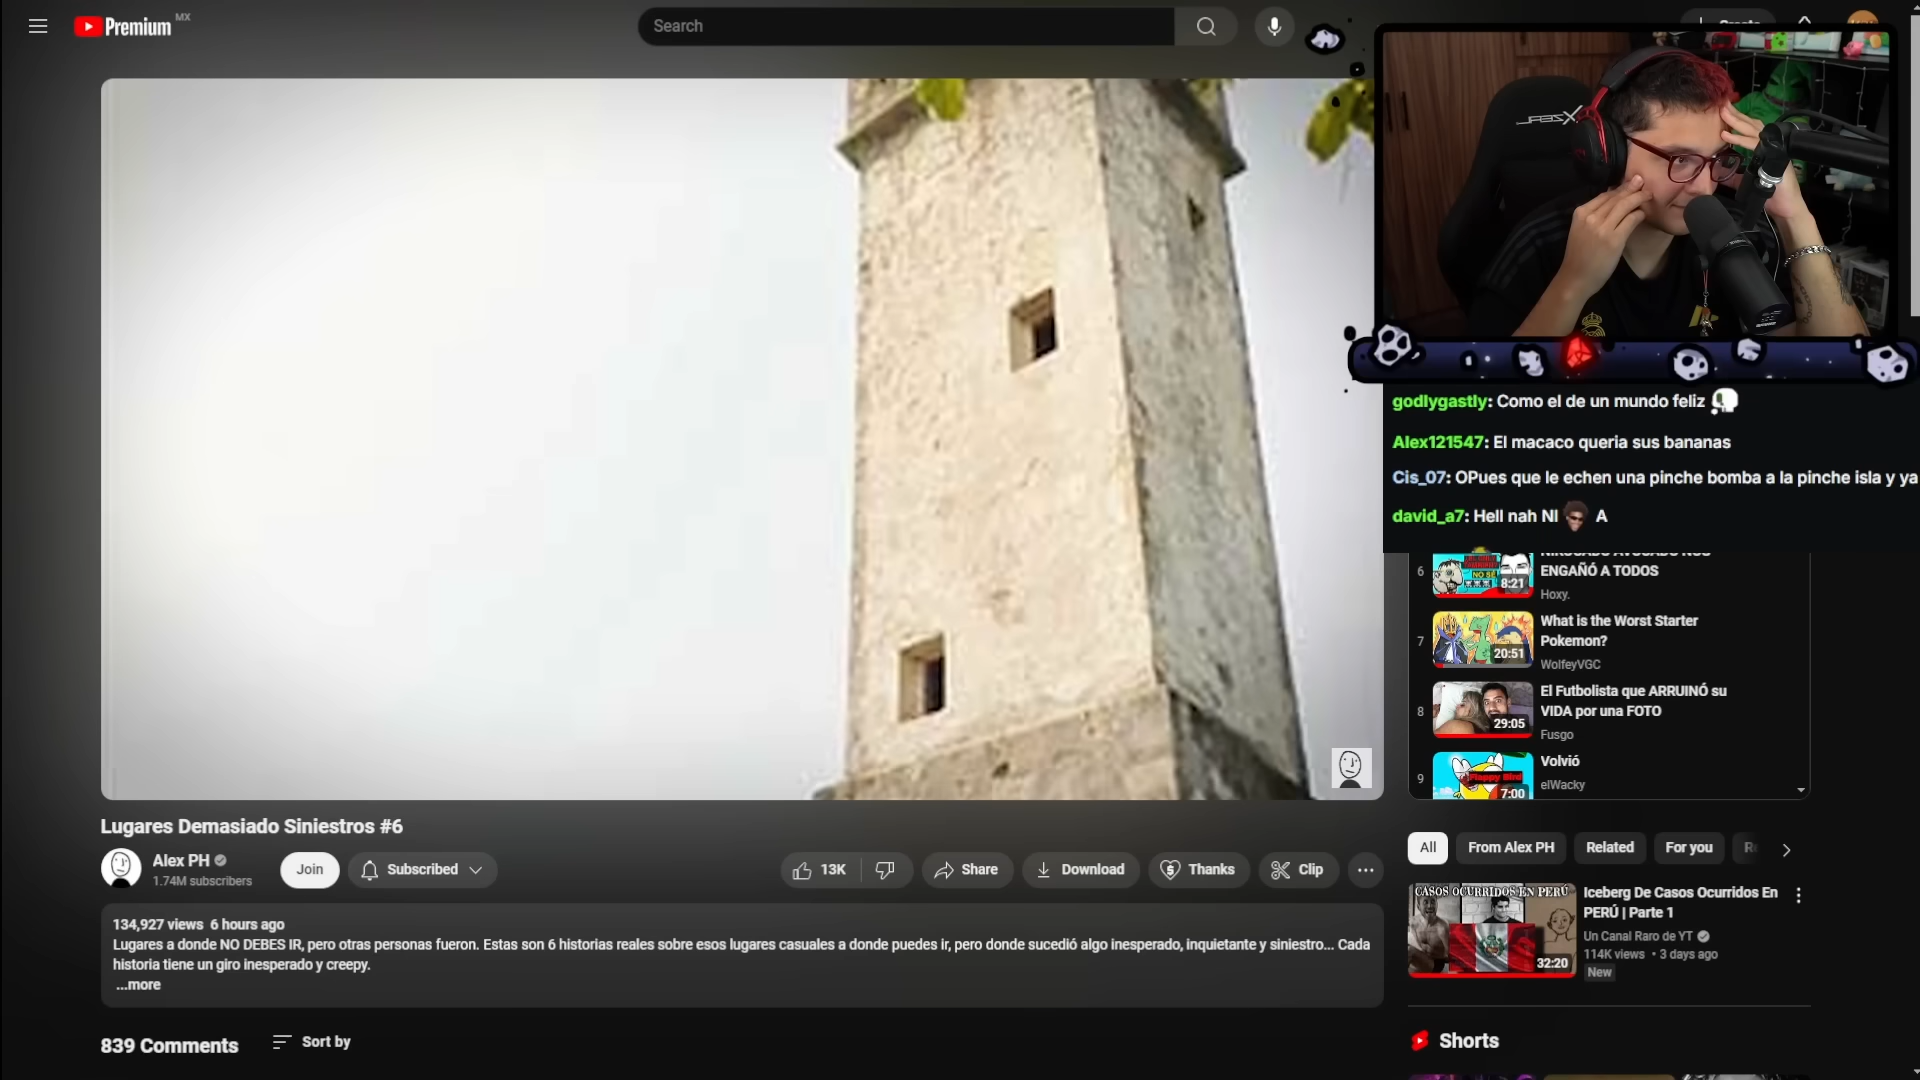 Premium MX
Search
Create
godlygastly: Como el de un mundo feliz
Alex121547: El macaco queria sus bananas
Cis_07: OPues que le echen una pinche bomba a la pinche isla y ya
david_a7: Hell nah NI A
6
8:21
NIKOCADO AVOCADO NOS
ENGAÑÓ A TODOS
Hoxy.
7
20:51
What is the Worst Starter
Pokemon?
WolfeyVGC
8
29:05
El Futbolista que ARRUINÓ su
VIDA por una FOTO
Fusgo
9
Flappy Bird
7:00
Volvió
elWacky
Lugares Demasiado Siniestros #6
Alex PH
1.74M subscribers
Join
Subscribed
13K
Share
Download
Thanks
Clip
134,927 views 6 hours ago
Lugares a donde NO DEBES IR, pero otras personas fueron. Estas son 6 historias reales sobre esos lugares casuales a donde puedes ir, pero donde sucedió algo inesperado, inquietante y siniestro... Cada
historia tiene un giro inesperado y creepy.
...more
839 Comments
Sort by
All
From Alex PH
Related
For you
CASOS OCURRIDOS EN PERÚ
32:20
Iceberg De Casos Ocurridos En
PERÚ | Parte 1
Un Canal Raro de YT
114K views • 3 days ago
New
Shorts